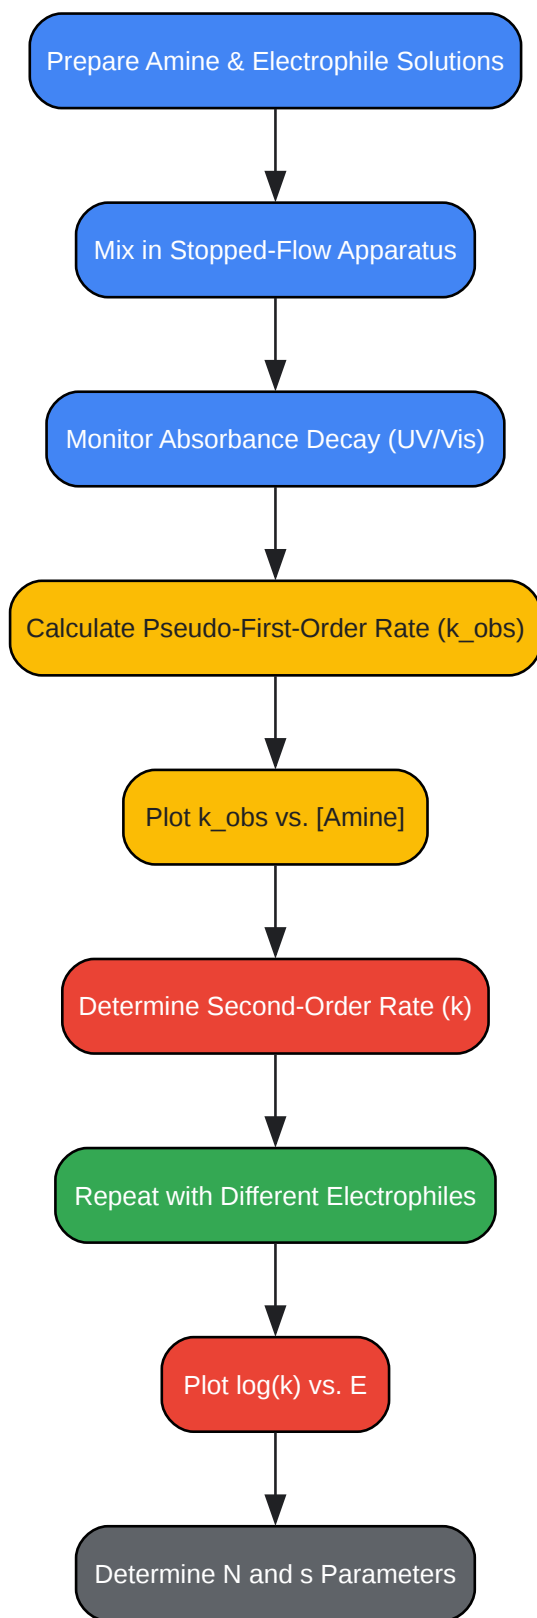 Prepare Amine & Electrophile Solutions
Mix in Stopped-Flow Apparatus
Monitor Absorbance Decay (UV/Vis)
Calculate Pseudo-First-Order Rate (k_obs)
Plot k_obs vs. [Amine]
Determine Second-Order Rate (k)
Repeat with Different Electrophiles
Plot log(k) vs. E
Determine N and s Parameters